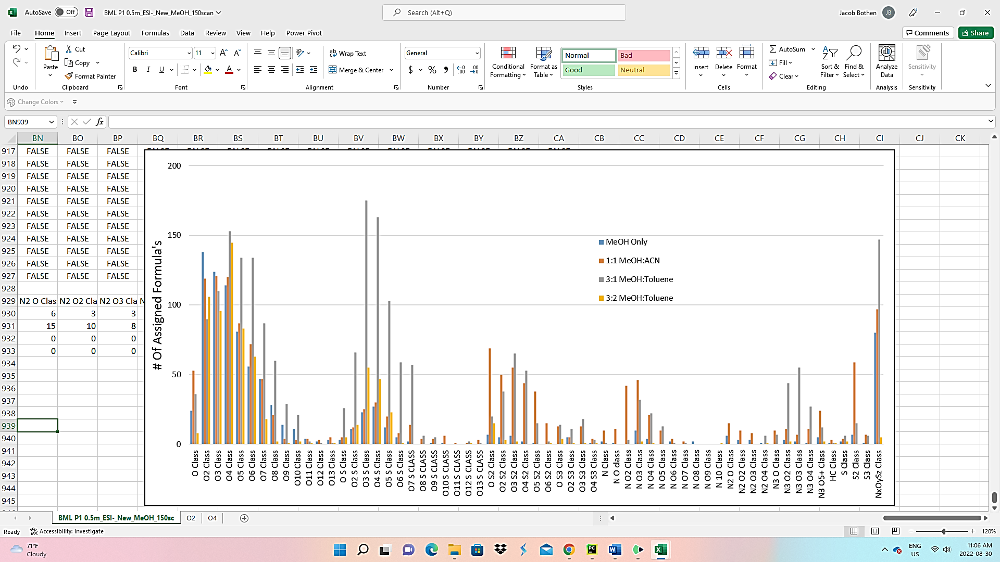 AutoSave Off BML P1 0.5m_ESI-_New_MeOH_150scan Search (Alt+Q) Jacob Bothen JB
File Home Insert Page Layout Formulas Data Review View Help Power Pivot Comments Share
Cut
Copy
Format Painter
Paste
Calibri 11
B I U
Wrap Text
Merge & Center
General
$ %
Conditional Formatting
Format as Table
Normal Bad
Good Neutral
Insert Delete Format
AutoSum
Fill
Clear
Sort & Filter
Find & Select
Analyze Data
Sensitivity
Undo Clipboard Font Alignment Number Styles Cells Editing Analysis Sensitivity
Change Colors
BN939 fx
BN BO BP BQ BR BS BT BU BV BW BX BY BZ CA CB CC CD CE CF CG CH CI CJ CK
917 FALSE FALSE FALSE
918 FALSE FALSE FALSE
919 FALSE FALSE FALSE
920 FALSE FALSE FALSE
921 FALSE FALSE FALSE
922 FALSE FALSE FALSE
923 FALSE FALSE FALSE
924 FALSE FALSE FALSE
925 FALSE FALSE FALSE
926 FALSE FALSE FALSE
927 FALSE FALSE FALSE
928
929 N2 O Clas N2 O2 Cla N2 O3 Cla N
930 6 3 3
931 15 10 8
932 0 0 0
933 0 0 0
934
935
936
937
938
939
940
941
942
943
944
945
# Of Assigned Formula's
200
150
100
50
0
MeOH Only
1:1 MeOH:ACN
3:1 MeOH:Toluene
3:2 MeOH:Toluene
O Class
O2 Class
O3 Class
O4 Class
O5 Class
O6 Class
O7 Class
O8 Class
O9 Class
O10 Class
O11 Class
O12 Class
O13 Class
O S Class
O2 S Class
O3 S Class
O4 S Class
O5 S Class
O6 S Class
O7 S CLASS
O8 S CLASS
O9 S CLASS
O10 S CLASS
O11 S CLASS
O12 S CLASS
O13 S CLASS
O S2 Class
O2 S2 Class
O3 S2 Class
O4 S2 Class
O5 S2 Class
O6 S2 Class
O S3 Class
O2 S3 Class
O3 S3 Class
O4 S3 Class
N Class
N O class
N O2 Class
N O3 Class
N O4 Class
N O5 Class
N O6 Class
N O7 Class
N O8 Class
N O9 Class
N 10 Class
N2 O Class
N2 O2 Class
N2 O3 Class
N2 O4 Class
N3 O Class
N3 O2 Class
N3 O3 Class
N3 O4 Class
N3 O5+ Class
HC Class
S Class
S2 Class
S3 Class
NxOySz Class
BML P1 0.5m_ESI-_New_MeOH_150sc O2 O4
Ready Accessibility: Investigate 120%
71°F
Cloudy
ENG
US
11:06 AM
2022-08-30